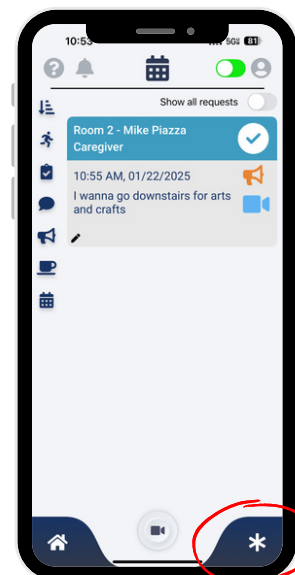 10:53
5G 81
Show all requests
Room 2 - Mike Piazza
Caregiver
10:55 AM, 01/22/2025
I wanna go downstairs for arts
and crafts